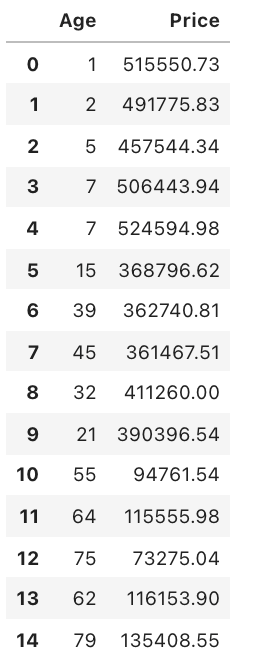 Age Price
0 1 515550.73
1 2 491775.83
2 5 457544.34
3 7 506443.94
4 7 524594.98
5 15 368796.62
6 39 362740.81
7 45 361467.51
8 32 411260.00
9 21 390396.54
10 55 94761.54
11 64 115555.98
12 75 73275.04
13 62 116153.90
14 79 135408.55